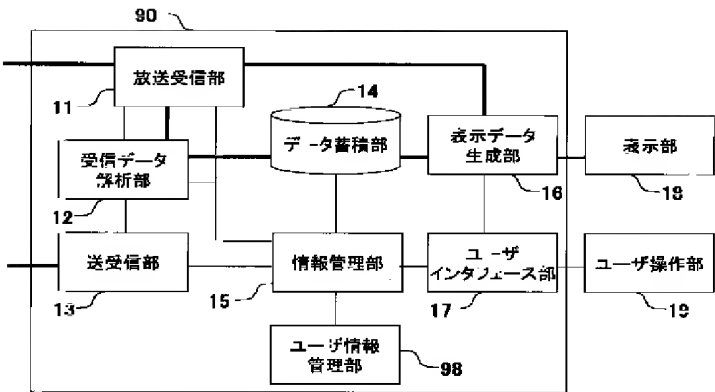 90
放送受信部
11
14
データ蓄積部
表示データ
生成部
16
表示部
18
受信データ
解析部
12
送受信部
13
情報管理部
15
ユーザ
インタフェース部
17
ユーザ操作部
19
ユーザ情報
管理部
98